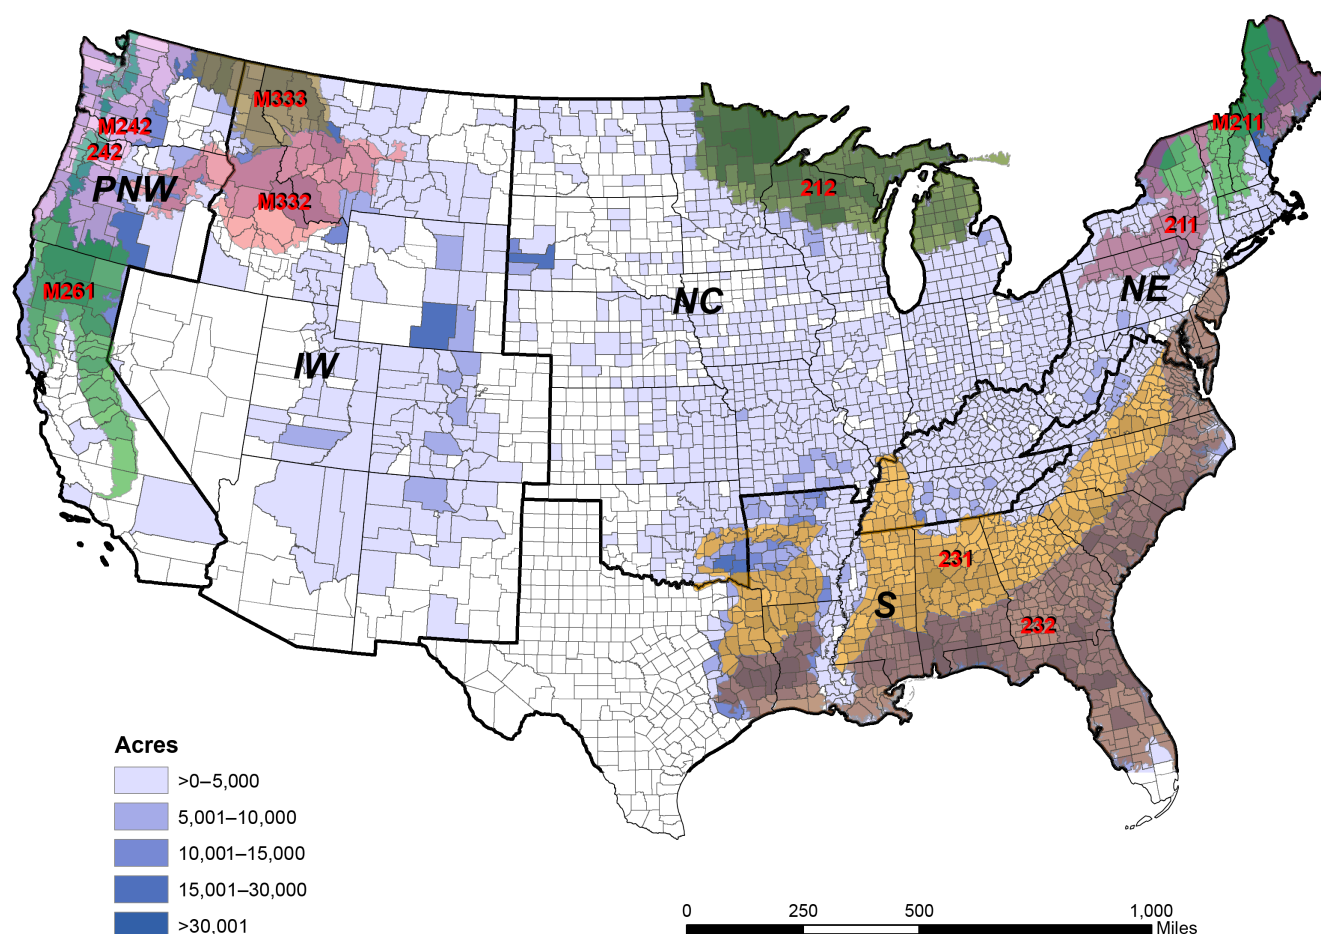 M333
M211
M242
242
PNW
M332
212
211
M261
NC
NE
IW
231
S
232
Acres
>0–5,000
5,001–10,000
10,001–15,000
15,001–30,000
>30,001
0 250 500 1,000
Miles